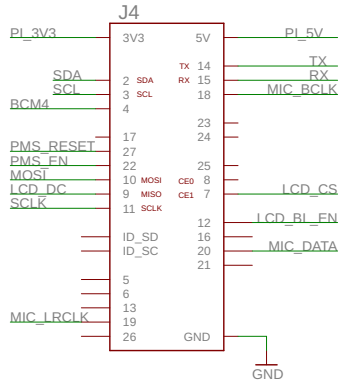 J4
PI_3V3 3V3 5V PI_5V
TX 14 TX
SDA 2 SDA RX 15 RX
SCL 3 SCL 18 MIC_BCLK
BCM4 4
23
17 24
PMS_RESET 27
PMS_EN 22 25
MOSI 10 MOSI CE0 8
LCD_DC 9 MISO CE1 7 LCD_CS
SCLK 11 SCLK
12 LCD_BL_EN
ID_SD 16
ID_SC 20 MIC_DATA
21
5
6
13
MIC_LRCLK 19
26 GND
GND